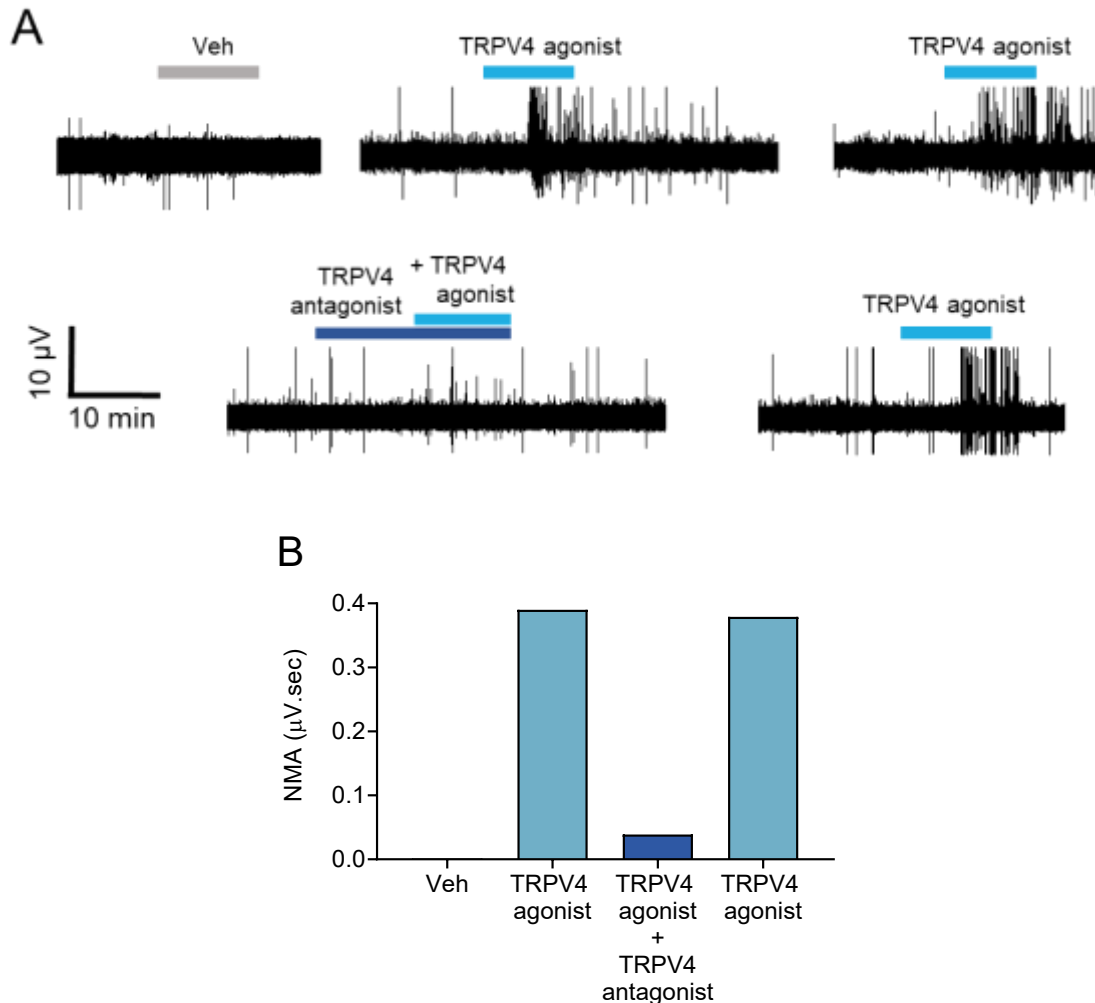 A
Veh
TRPV4 agonist
TRPV4 agonist
TRPV4
antagonist
+ TRPV4
agonist
TRPV4 agonist
10 µV
10 min
B
NMA (µV.sec)
0.4
0.3
0.2
0.1
0.0
Veh
TRPV4
agonist
TRPV4
agonist
+
TRPV4
antagonist
TRPV4
agonist